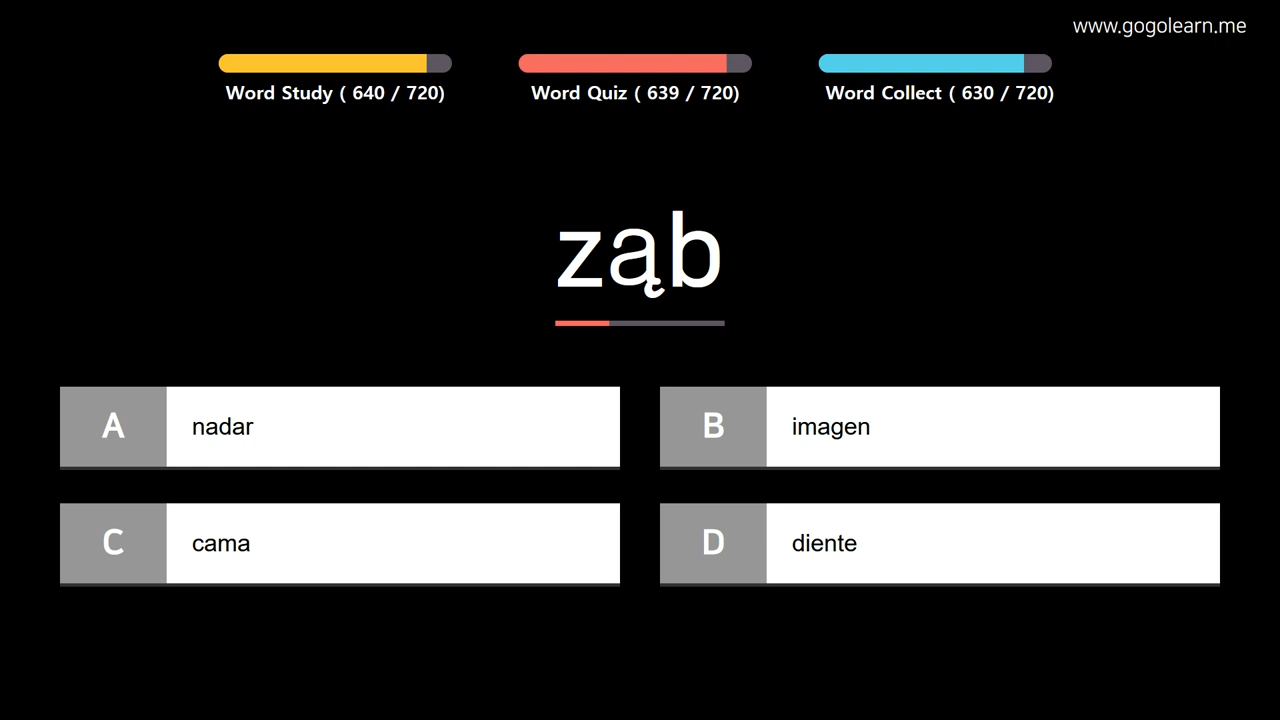 www.gogolearn.me
Word Study ( 640 / 720)
Word Quiz ( 639 / 720)
Word Collect ( 630 / 720)
ząb
A
nadar
B
imagen
C
cama
D
diente